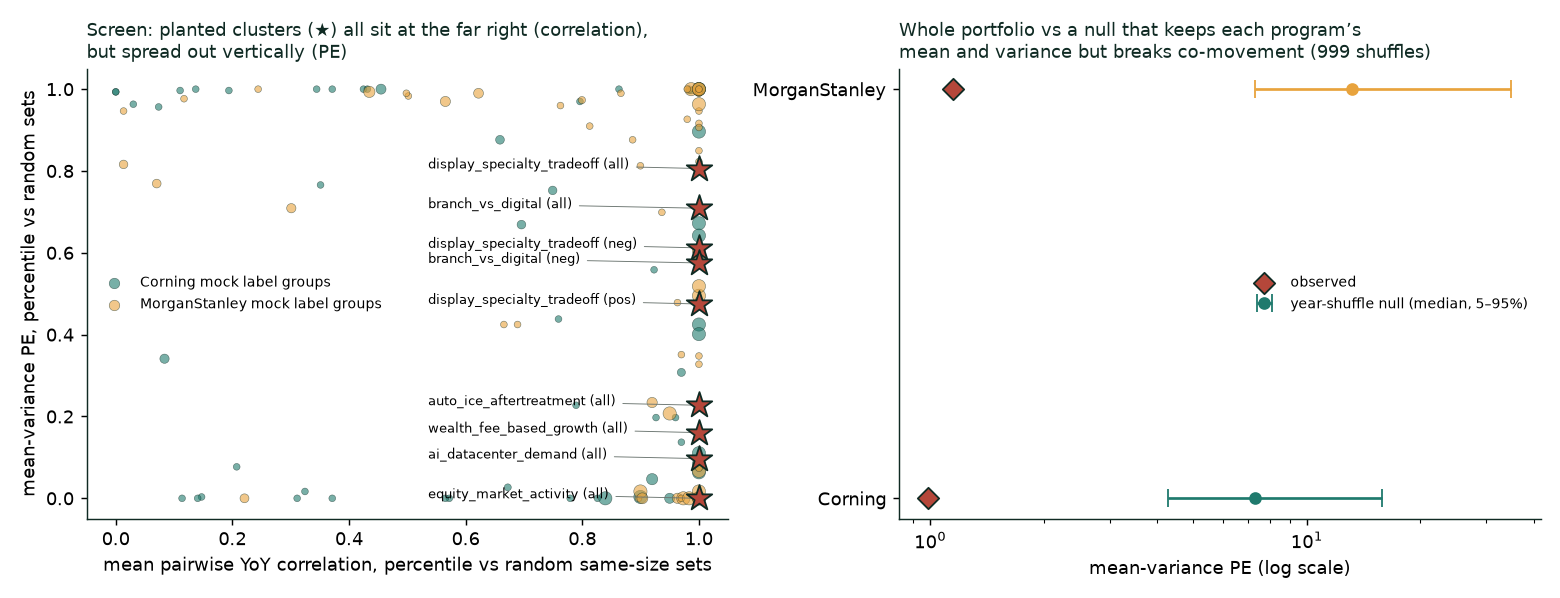 Screen: planted clusters (★) all sit at the far right (correlation),
but spread out vertically (PE)
mean-variance PE, percentile vs random sets
1.0
0.8
0.6
0.4
0.2
0.0
display_specialty_tradeoff (all)
branch_vs_digital (all)
display_specialty_tradeoff (neg)
branch_vs_digital (neg)
display_specialty_tradeoff (pos)
auto_ice_aftertreatment (all)
wealth_fee_based_growth (all)
ai_datacenter_demand (all)
equity_market_activity (all)
Corning mock label groups
MorganStanley mock label groups
0.0 0.2 0.4 0.6 0.8 1.0
mean pairwise YoY correlation, percentile vs random same-size sets
Whole portfolio vs a null that keeps each program’s
mean and variance but breaks co-movement (999 shuffles)
MorganStanley
Corning
observed
year-shuffle null (median, 5–95%)
10⁰ 10¹
mean-variance PE (log scale)